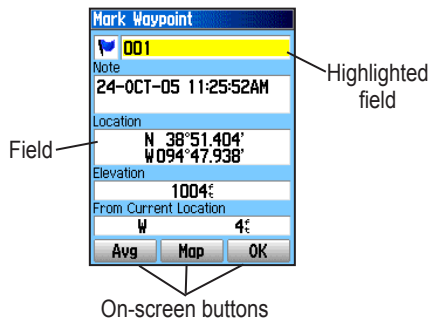 Mark Waypoint
001
Note
24-OCT-05 11:25:52AM
Location
N 38°51.404'
W094°47.938'
Elevation
1004ft
From Current Location
W 4ft
Avg Map OK
Highlighted
field
Field
On-screen buttons